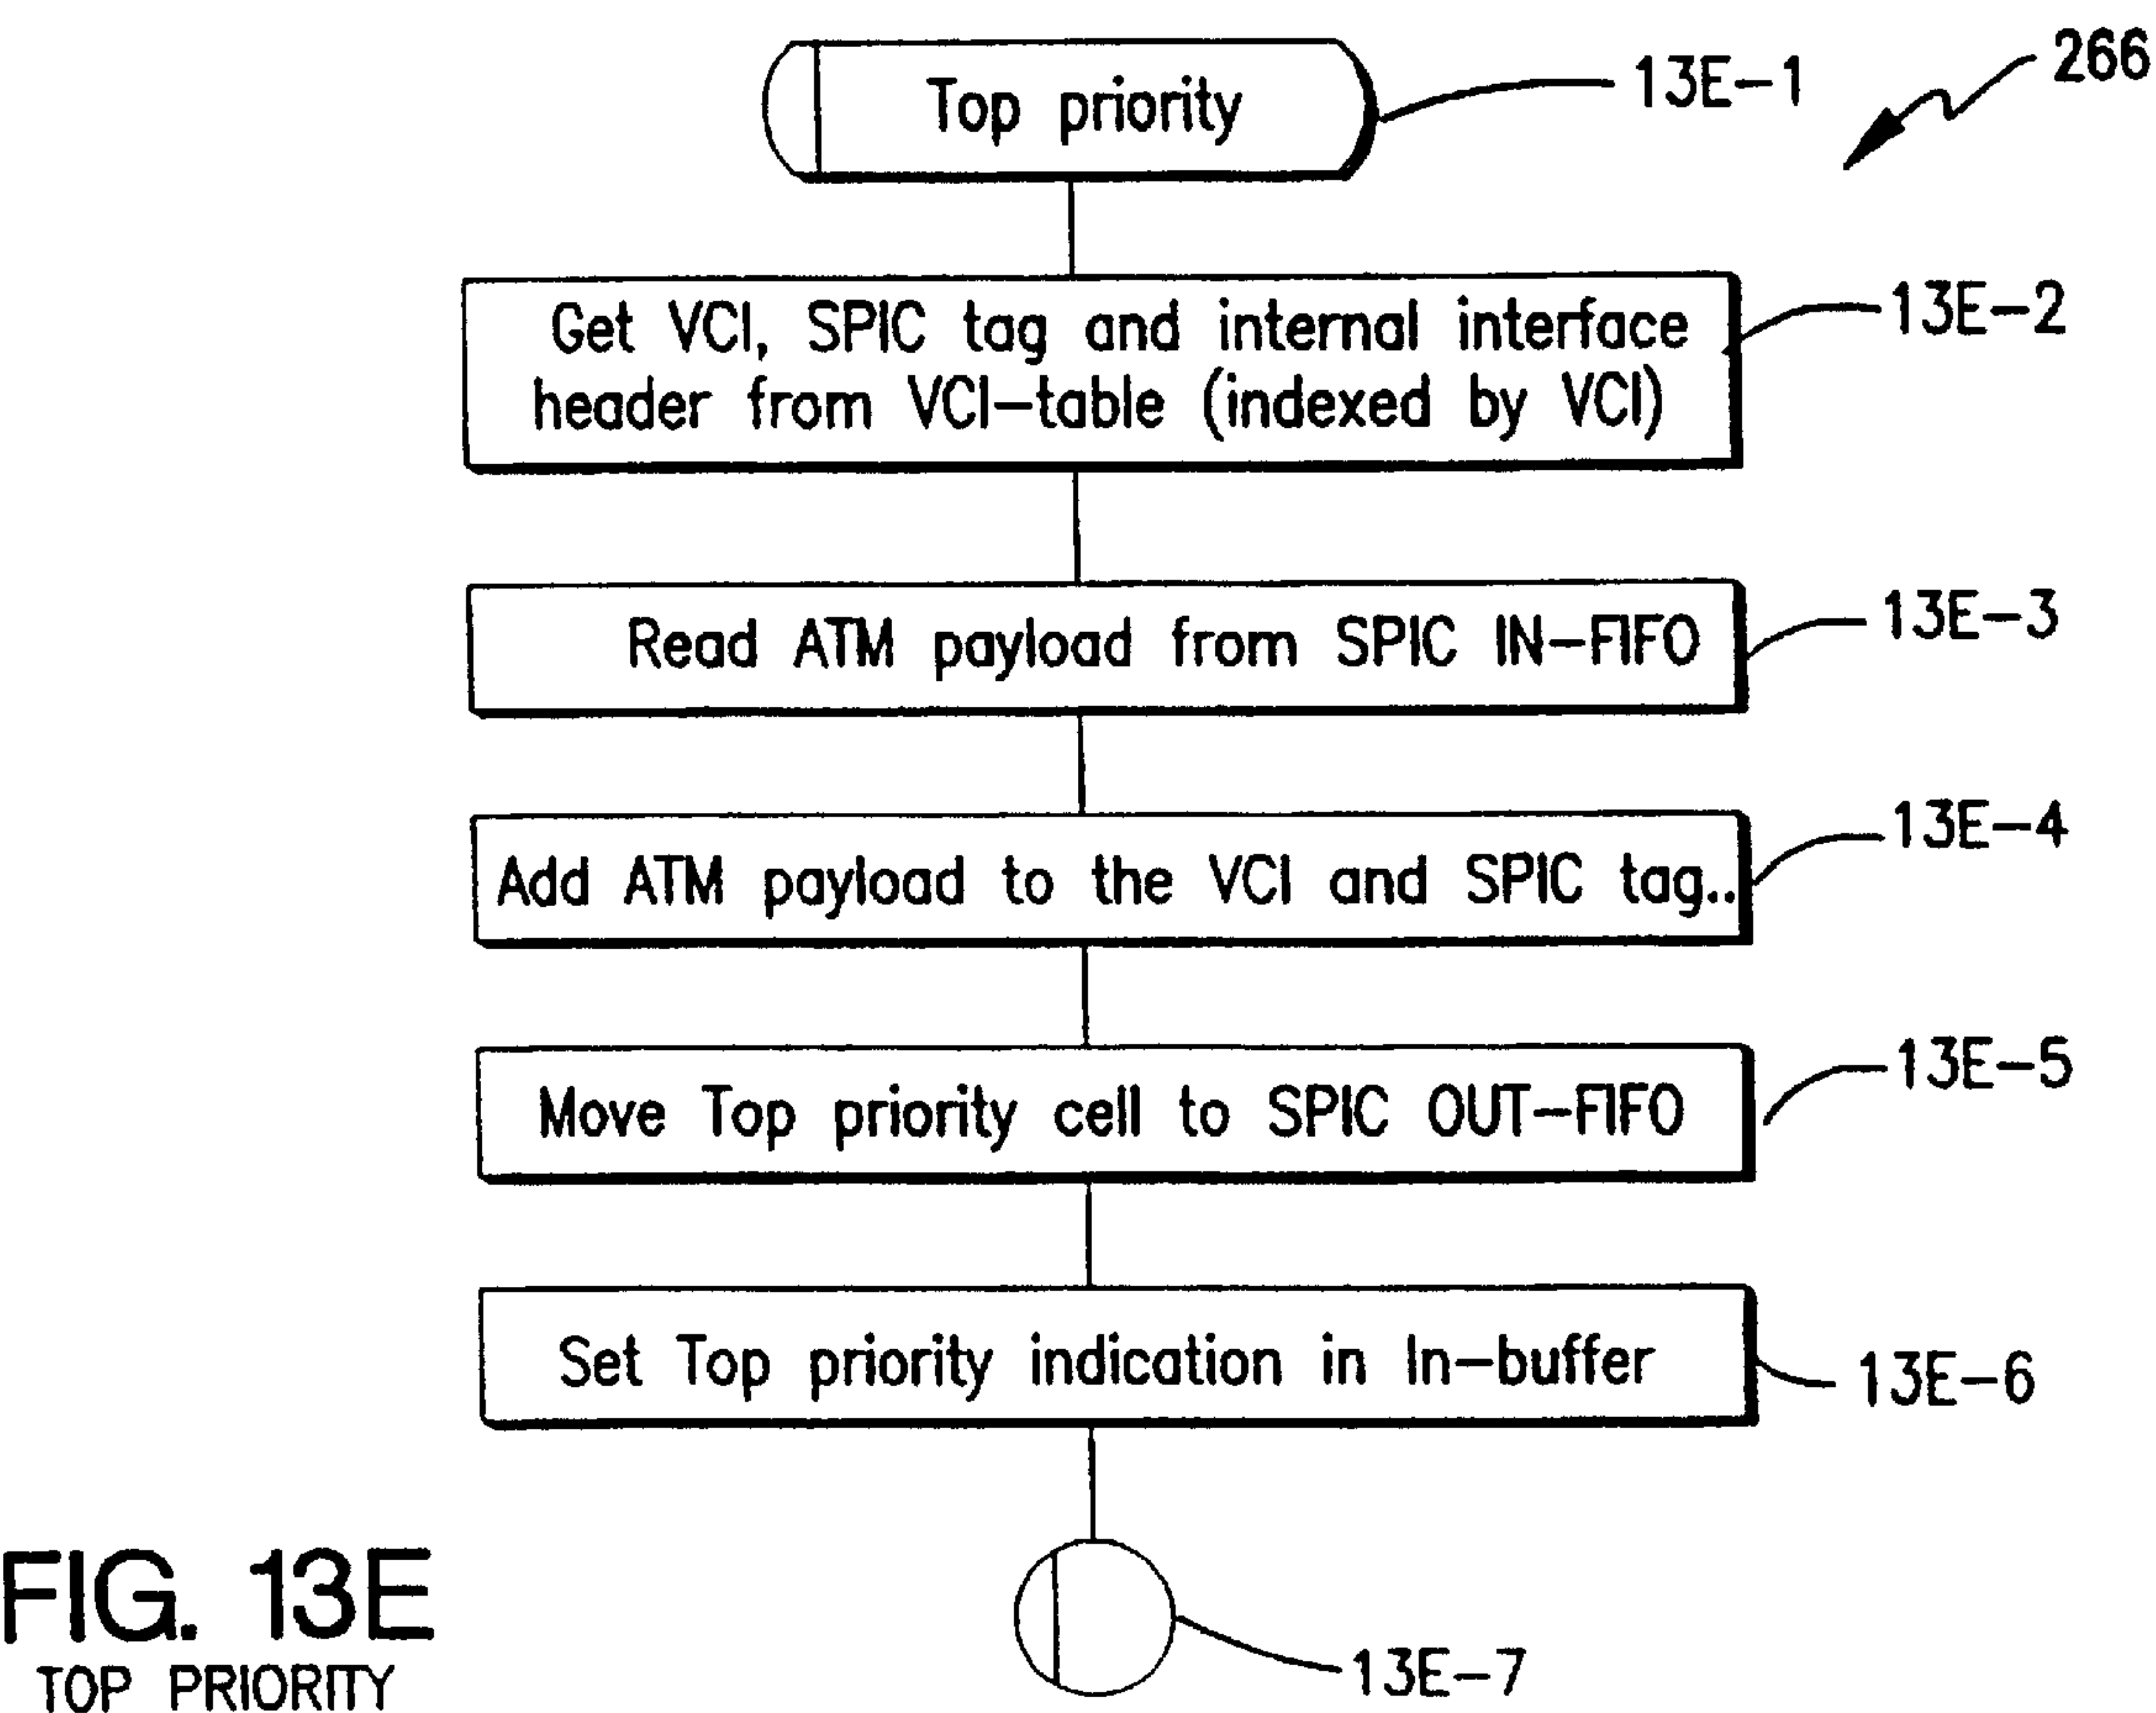 266
Top priority
13E-1
Get VCI, SPIC tag and internal interface
header from VCI-table (indexed by VCI)
13E-2
Read ATM payload from SPIC IN-FIFO
13E-3
Add ATM payload to the VCI and SPIC tag..
13E-4
Move Top priority cell to SPIC OUT-FIFO
13E-5
Set Top priority indication in In-buffer
13E-6
13E-7
FIG. 13E
TOP PRIORITY